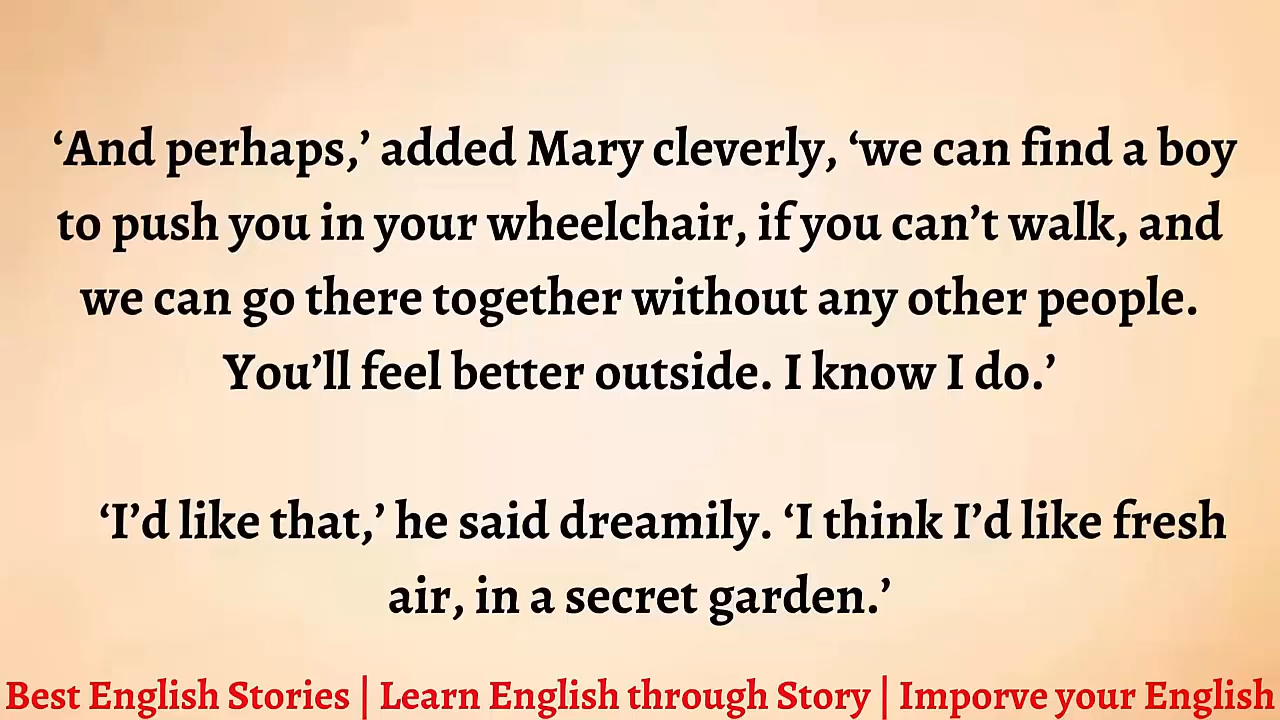 ‘And perhaps,’ added Mary cleverly, ‘we can find a boy
to push you in your wheelchair, if you can’t walk, and
we can go there together without any other people.
You’ll feel better outside. I know I do.’
‘I’d like that,’ he said dreamily. ‘I think I’d like fresh
air, in a secret garden.’
Best English Stories | Learn English through Story | Imporve your English